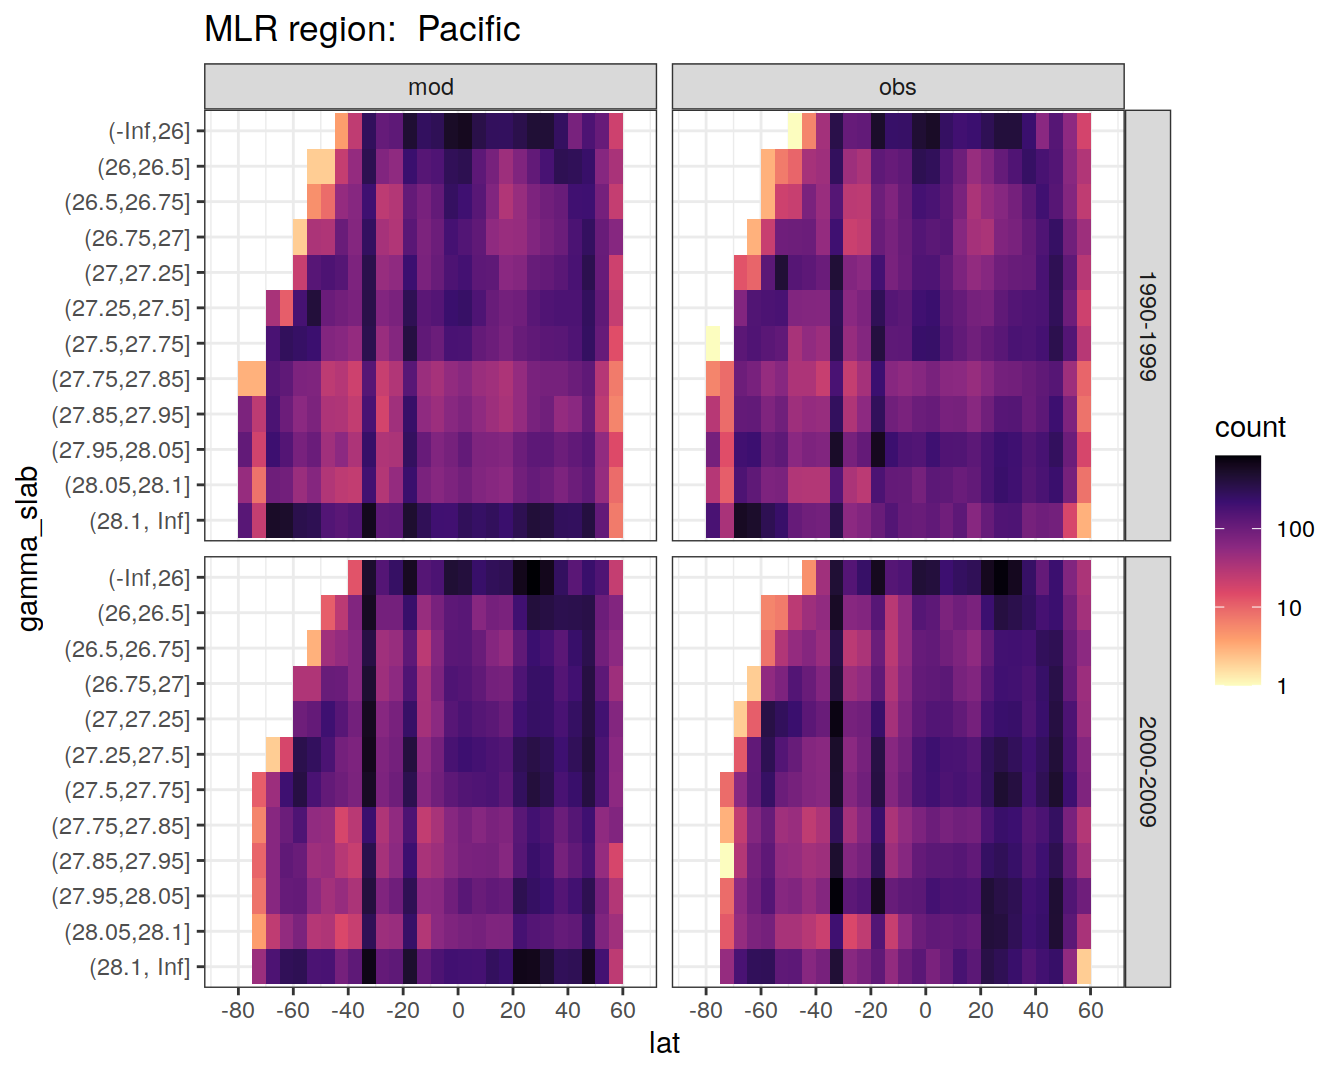 MLR region:  Pacific
mod
obs
(-Inf,26]
(26,26.5]
(26.5,26.75]
(26.75,27]
(27,27.25]
(27.25,27.5]
(27.5,27.75]
(27.75,27.85]
(27.85,27.95]
(27.95,28.05]
(28.05,28.1]
(28.1, Inf]
1990-1999
(-Inf,26]
(26,26.5]
(26.5,26.75]
(26.75,27]
(27,27.25]
(27.25,27.5]
(27.5,27.75]
(27.75,27.85]
(27.85,27.95]
(27.95,28.05]
(28.05,28.1]
(28.1, Inf]
2000-2009
gamma_slab
-80 -60 -40 -20 0 20 40 60
-80 -60 -40 -20 0 20 40 60
lat
count
100
10
1